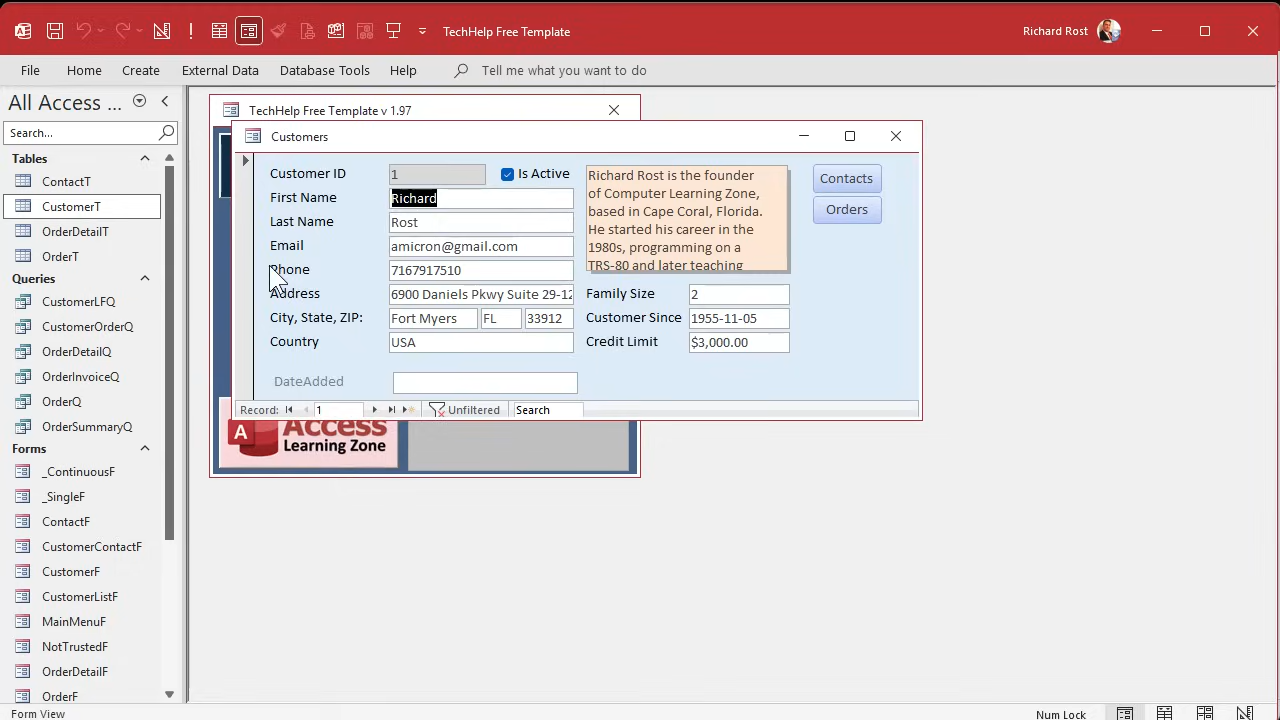 TechHelp Free Template
Richard Rost
File
Home
Create
External Data
Database Tools
Help
Tell me what you want to do
All Access ...
Search...
Tables
ContactT
CustomerT
OrderDetailT
OrderT
Queries
CustomerLFQ
CustomerOrderQ
OrderDetailQ
OrderInvoiceQ
OrderQ
OrderSummaryQ
Forms
_ContinuousF
_SingleF
ContactF
CustomerContactF
CustomerF
CustomerListF
MainMenuF
NotTrustedF
OrderDetailF
OrderF
TechHelp Free Template v 1.97
Customers
Customer ID 1 Is Active
First Name Richard
Last Name Rost
Email amicron@gmail.com
Phone 7167917510
Address 6900 Daniels Pkwy Suite 29-12
City, State, ZIP: Fort Myers FL 33912
Country USA
DateAdded
Richard Rost is the founder
of Computer Learning Zone,
based in Cape Coral, Florida.
He started his career in the
1980s, programming on a
TRS-80 and later teaching
Family Size 2
Customer Since 1955-11-05
Credit Limit $3,000.00
Contacts
Orders
Record: 1 Unfiltered Search
A Access
Learning Zone
Form View
Num Lock